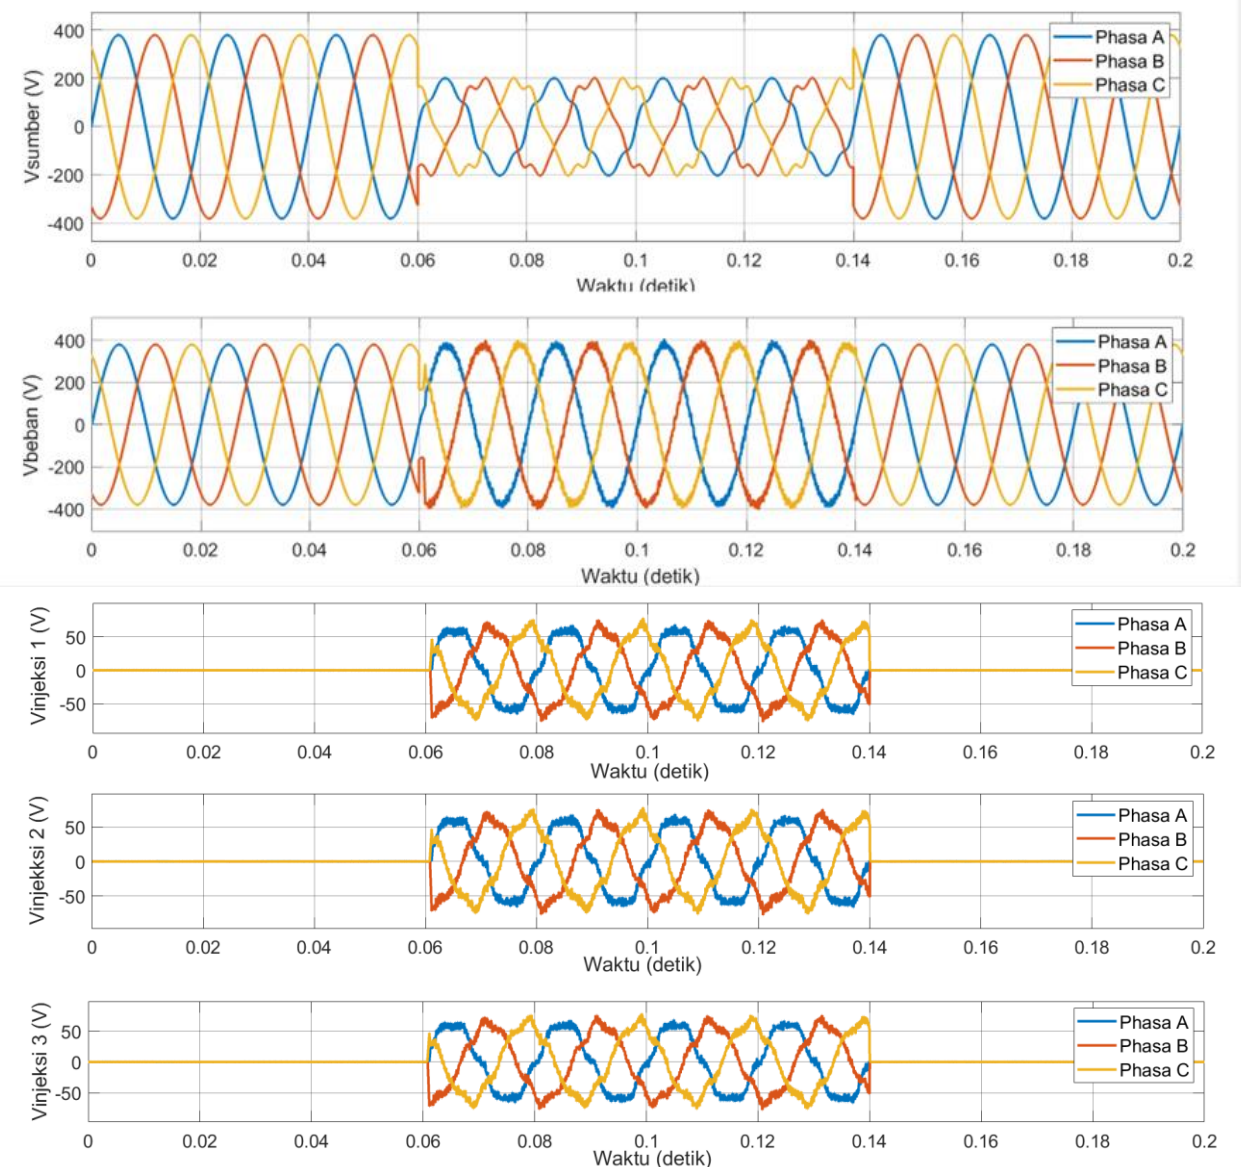 Vsumber (V)
400
200
0
-200
-400
Phasa A
Phasa B
Phasa C
0 0.02 0.04 0.06 0.08 0.1 0.12 0.14 0.16 0.18 0.2
Waktu (detik)
Vbeban (V)
400
200
0
-200
-400
Phasa A
Phasa B
Phasa C
0 0.02 0.04 0.06 0.08 0.1 0.12 0.14 0.16 0.18 0.2
Waktu (detik)
Vinjeksi 1 (V)
50
0
-50
Phasa A
Phasa B
Phasa C
0 0.02 0.04 0.06 0.08 0.1 0.12 0.14 0.16 0.18 0.2
Waktu (detik)
Vinjekksi 2 (V)
50
0
-50
Phasa A
Phasa B
Phasa C
0 0.02 0.04 0.06 0.08 0.1 0.12 0.14 0.16 0.18 0.2
Waktu (detik)
Vinjeksi 3 (V)
50
0
-50
Phasa A
Phasa B
Phasa C
0 0.02 0.04 0.06 0.08 0.1 0.12 0.14 0.16 0.18 0.2
Waktu (detik)